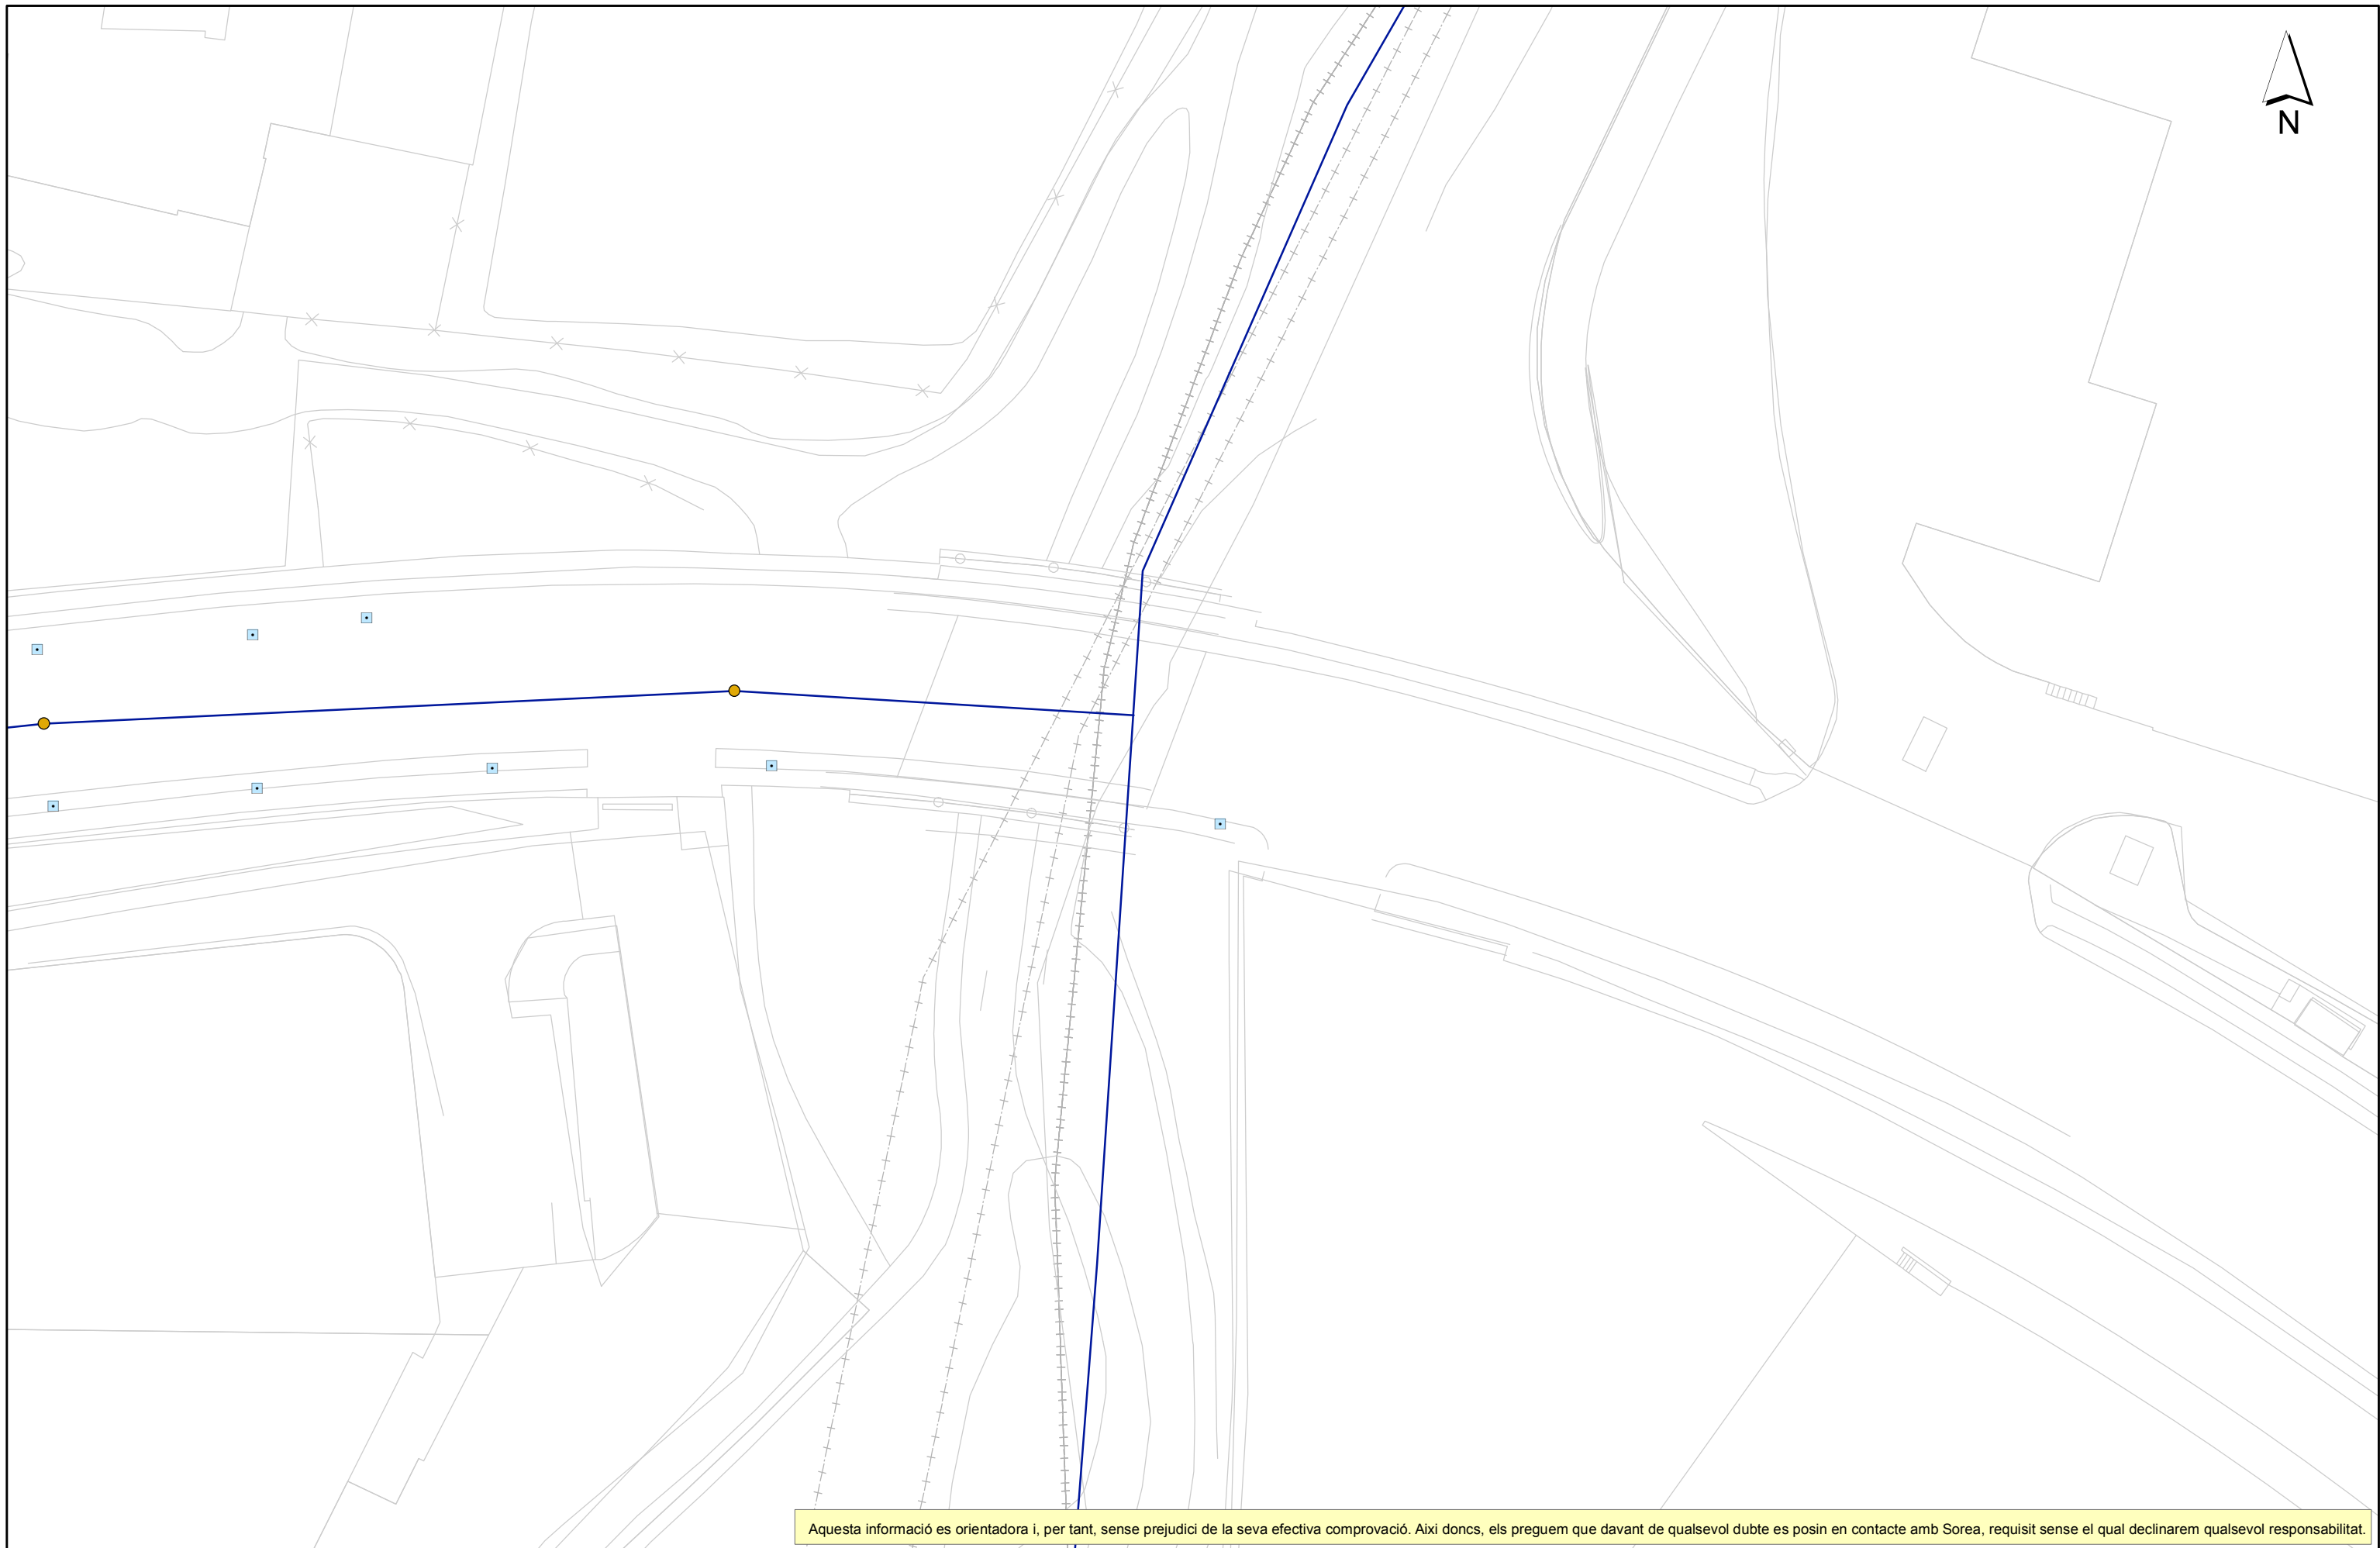 N
Aquesta informació es orientadora i, per tant, sense prejudici de la seva efectiva comprovació. Aixi doncs, els preguem que davant de qualsevol dubte es posin en contacte amb Sorea, requisit sense el qual declinarem qualsevol responsabilitat.